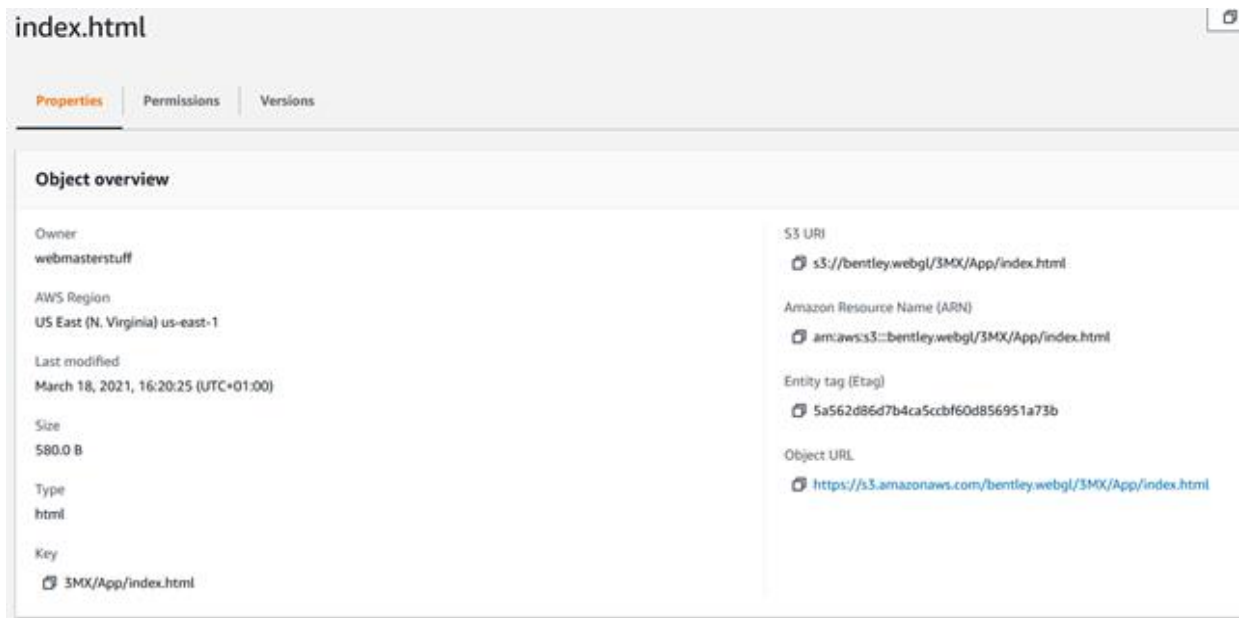 index.html
Properties
Permissions
Versions
Object overview
Owner
webmasterstuff
AWS Region
US East (N. Virginia) us-east-1
Last modified
March 18, 2021, 16:20:25 (UTC+01:00)
Size
580.0 B
Type
html
Key
3MX/App/index.html
S3 URI
s3://bentley.webgl/3MX/App/index.html
Amazon Resource Name (ARN)
arn:aws:s3:::bentley.webgl/3MX/App/index.html
Entity tag (Etag)
5a562d86d7b4ca5ccbf60d856951a73b
Object URL
https://s3.amazonaws.com/bentley.webgl/3MX/App/index.html